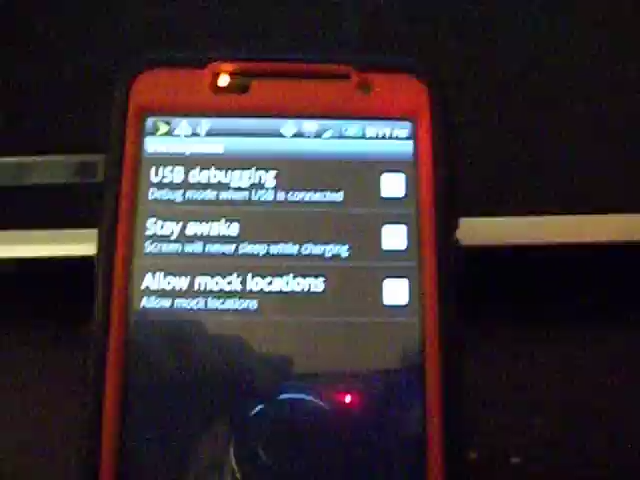 USB debugging
Debug mode when USB is connected
Stay awake
Screen will never sleep while charging
Allow mock locations
Allow mock locations